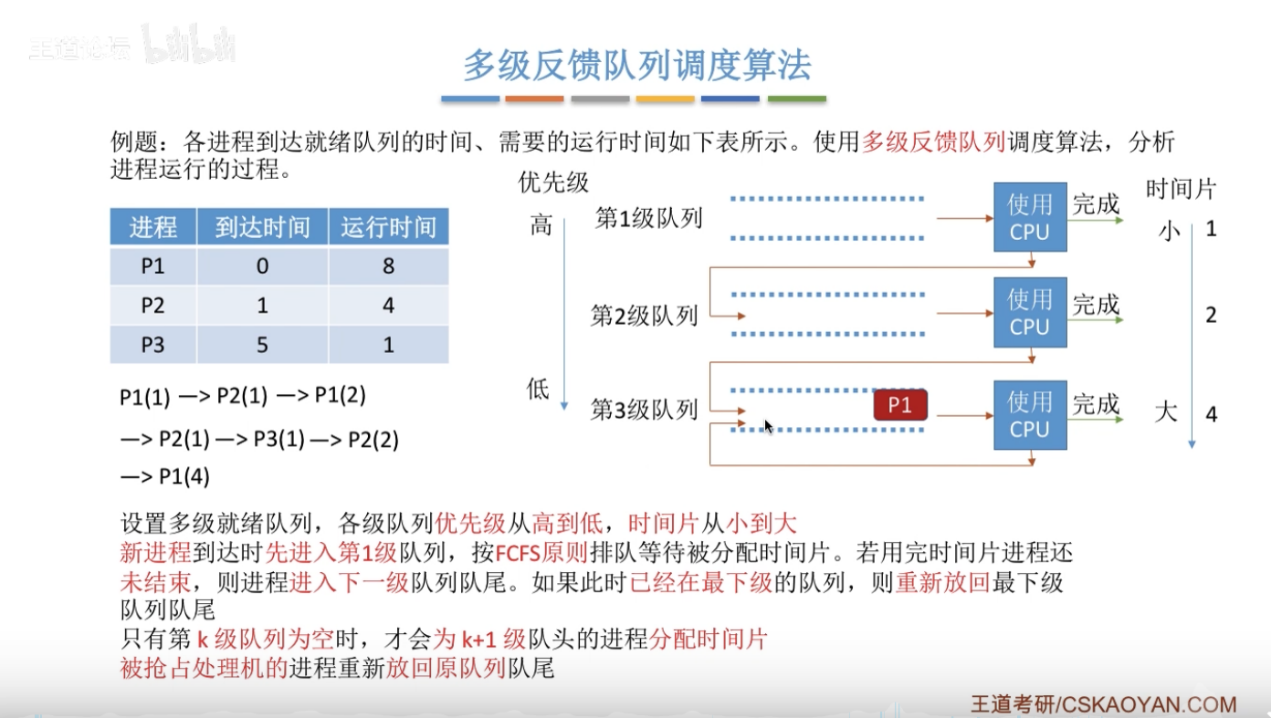 王道论坛 bilibili
多级反馈队列调度算法
例题：各进程到达就绪队列的时间、需要的运行时间如下表所示。使用多级反馈队列调度算法，分析
进程运行的过程。
进程 到达时间 运行时间
P1 0 8
P2 1 4
P3 5 1
P1(1) —> P2(1) —> P1(2)
—> P2(1) —> P3(1) —> P2(2)
—> P1(4)
优先级
高
低
第1级队列
使用
CPU
完成
第2级队列
使用
CPU
完成
第3级队列
P1
使用
CPU
完成
时间片
小 1
2
大 4
设置多级就绪队列，各级队列优先级从高到低，时间片从小到大
新进程到达时先进入第1级队列，按FCFS原则排队等待被分配时间片。若用完时间片进程还
未结束，则进程进入下一级队列队尾。如果此时已经在最下级的队列，则重新放回最下级
队列队尾
只有第 k 级队列为空时，才会为 k+1 级队头的进程分配时间片
被抢占处理机的进程重新放回原队列队尾
王道考研/CSKAOYAN.COM